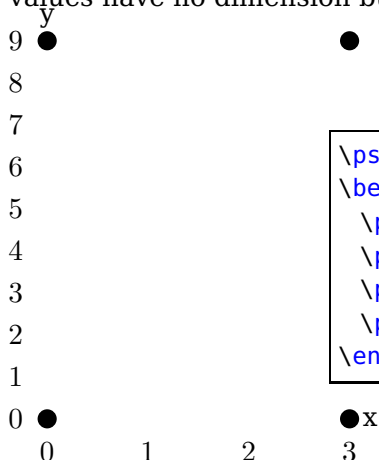 values have no dimension bu
y
9
8
7
6
5
4
3
2
1
0
x
0 1 2 3
\ps
\be
\p
\p
\p
\p
\en